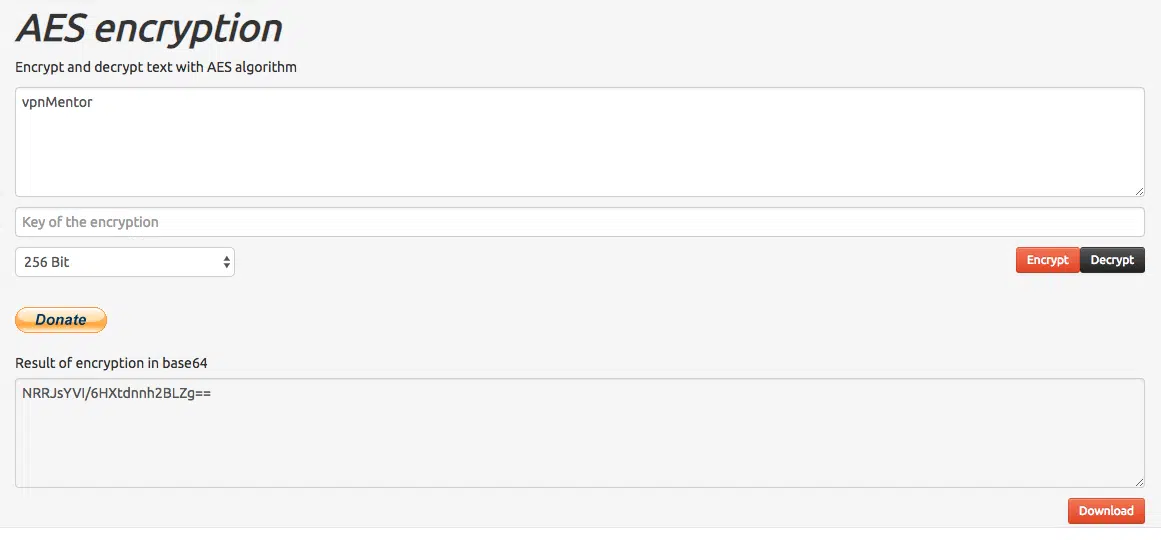 AES encryption
Encrypt and decrypt text with AES algorithm
vpnMentor
Key of the encryption
256 Bit
Encrypt
Decrypt
Donate
Result of encryption in base64
NRRJsYVI/6HXtdnnh2BLZg==
Download